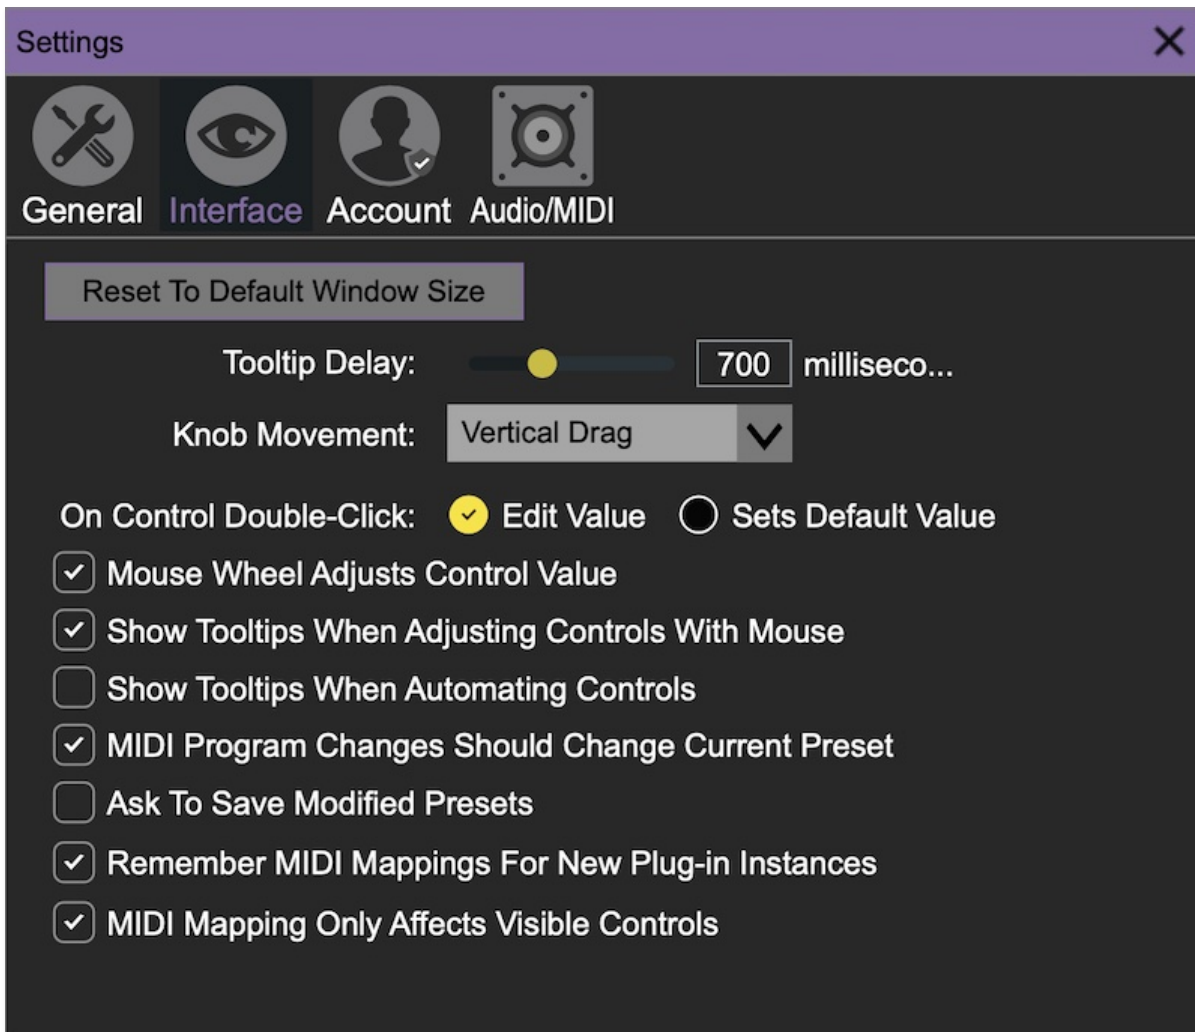 Settings
General Interface Account Audio/MIDI
Reset To Default Window Size
Tooltip Delay: 700 milliseco...
Knob Movement: Vertical Drag
On Control Double-Click: Edit Value Sets Default Value
Mouse Wheel Adjusts Control Value
Show Tooltips When Adjusting Controls With Mouse
Show Tooltips When Automating Controls
MIDI Program Changes Should Change Current Preset
Ask To Save Modified Presets
Remember MIDI Mappings For New Plug-in Instances
MIDI Mapping Only Affects Visible Controls